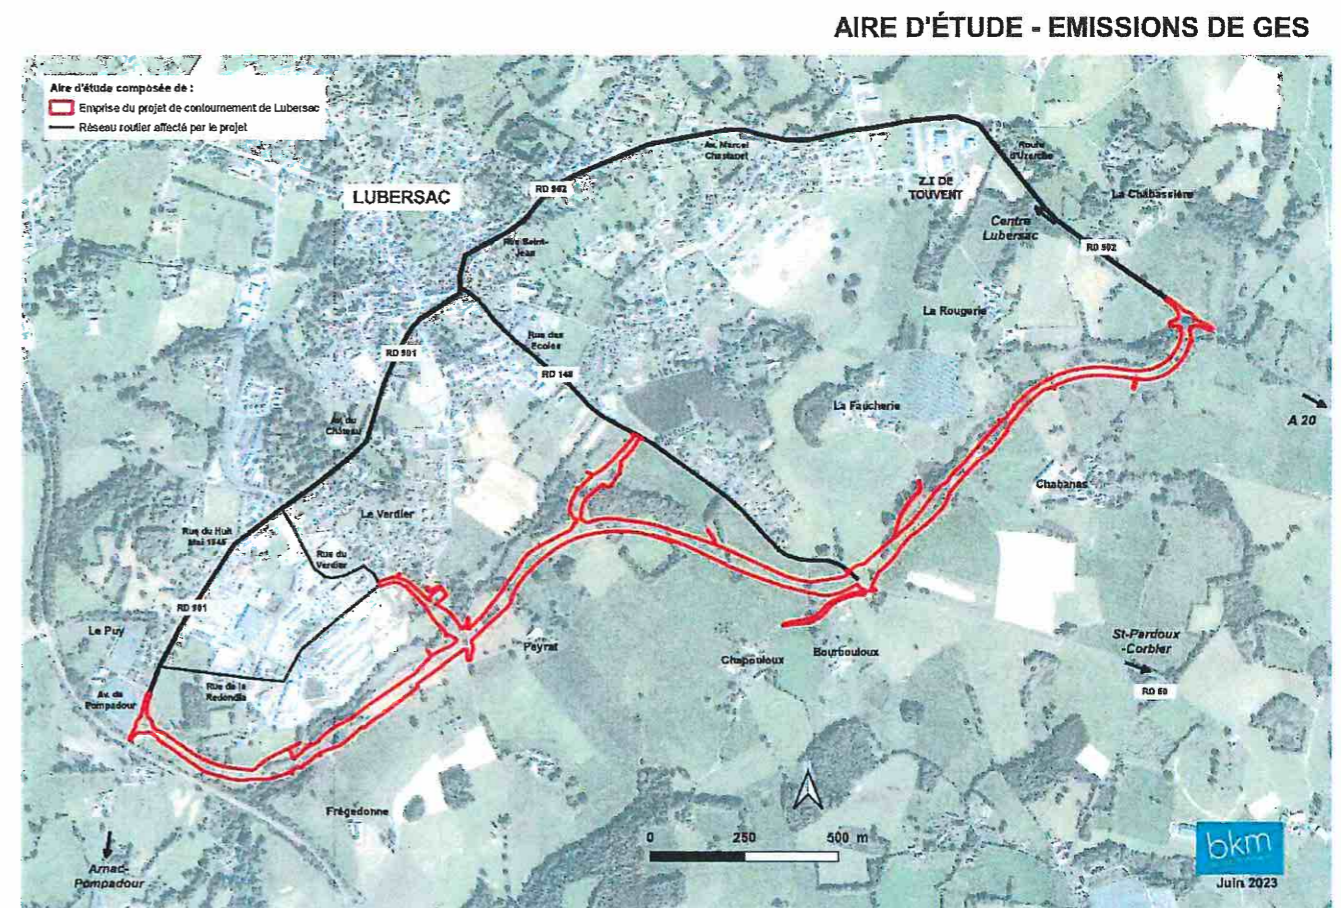 AIRE D'ÉTUDE - EMISSIONS DE GES
Aire d'étude composée de :
Emprise du projet de contournement de Lubersac
Réseau routier affecté par le projet
LUBERSAC
RD 902
Av. Marcel
Chastanet
Z.I DE
TOUVENT
Route
d'Uzerche
La Chabassière
Centre
Lubersac
RD 902
Rue Saint-
Jean
La Rougerie
Rue des
Ecoles
RD 901
RD 148
La Faucherie
A 20
Av. du
Château
Chabanas
Le Verdier
Rue du Huit
Mai 1945
Rue du
Verdier
RD 901
Le Puy
Peyrat
Chapouloux
Bourbouloux
St-Pardoux
-Corbier
RD 50
Av. de
Pompadour
Rue de la
Redondie
Frégedonne
0 250 500 m
Arnac-
Pompadour
bkm
Juin 2023